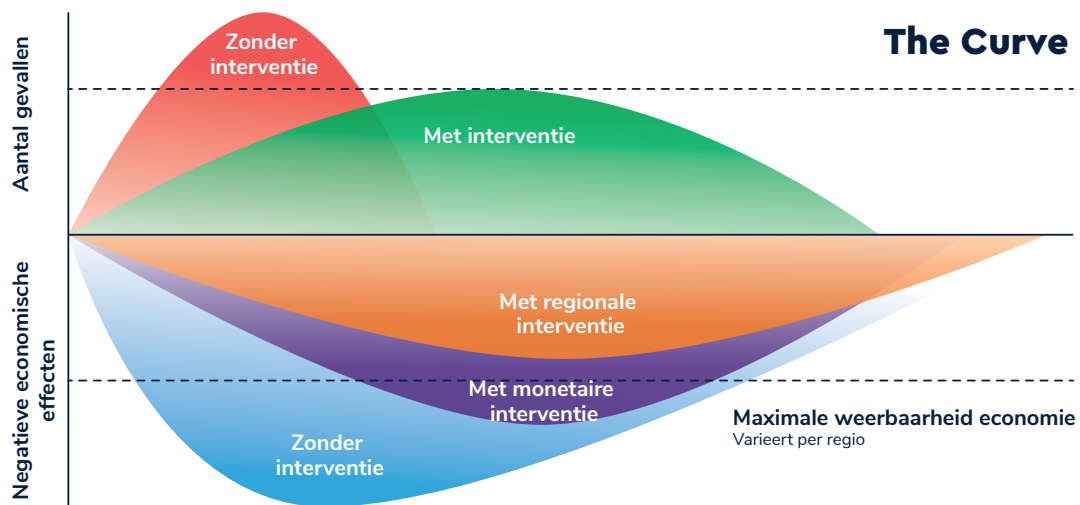 The Curve
Aantal gevallen
Zonder
interventie
Met interventie
Negatieve economische
effecten
Met regionale
interventie
Met monetaire
interventie
Zonder
interventie
Maximale weerbaarheid economie
Varieert per regio